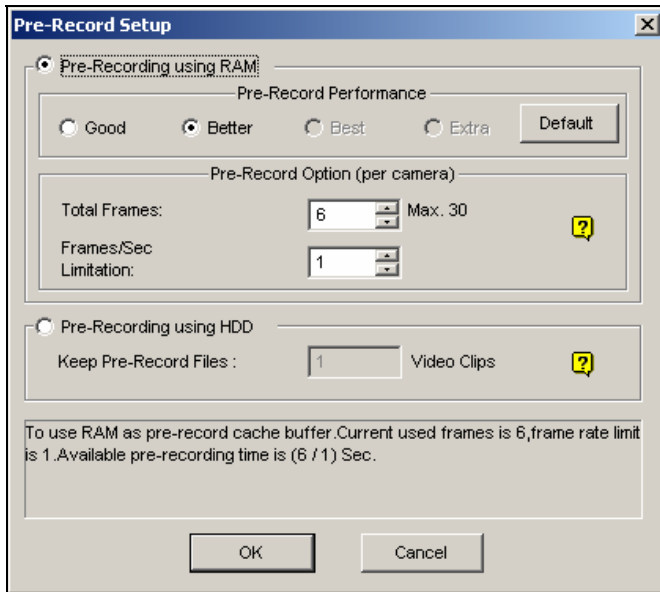 Pre-Record Setup
Pre-Recording using RAM
Pre-Record Performance
Good Better Best Extra Default
Pre-Record Option (per camera)
Total Frames: 6 Max. 30
?
Frames/Sec
Limitation: 1
Pre-Recording using HDD
Keep Pre-Record Files : 1 Video Clips ?
To use RAM as pre-record cache buffer.Current used frames is 6,frame rate limit
is 1.Available pre-recording time is (6 / 1) Sec.
OK Cancel